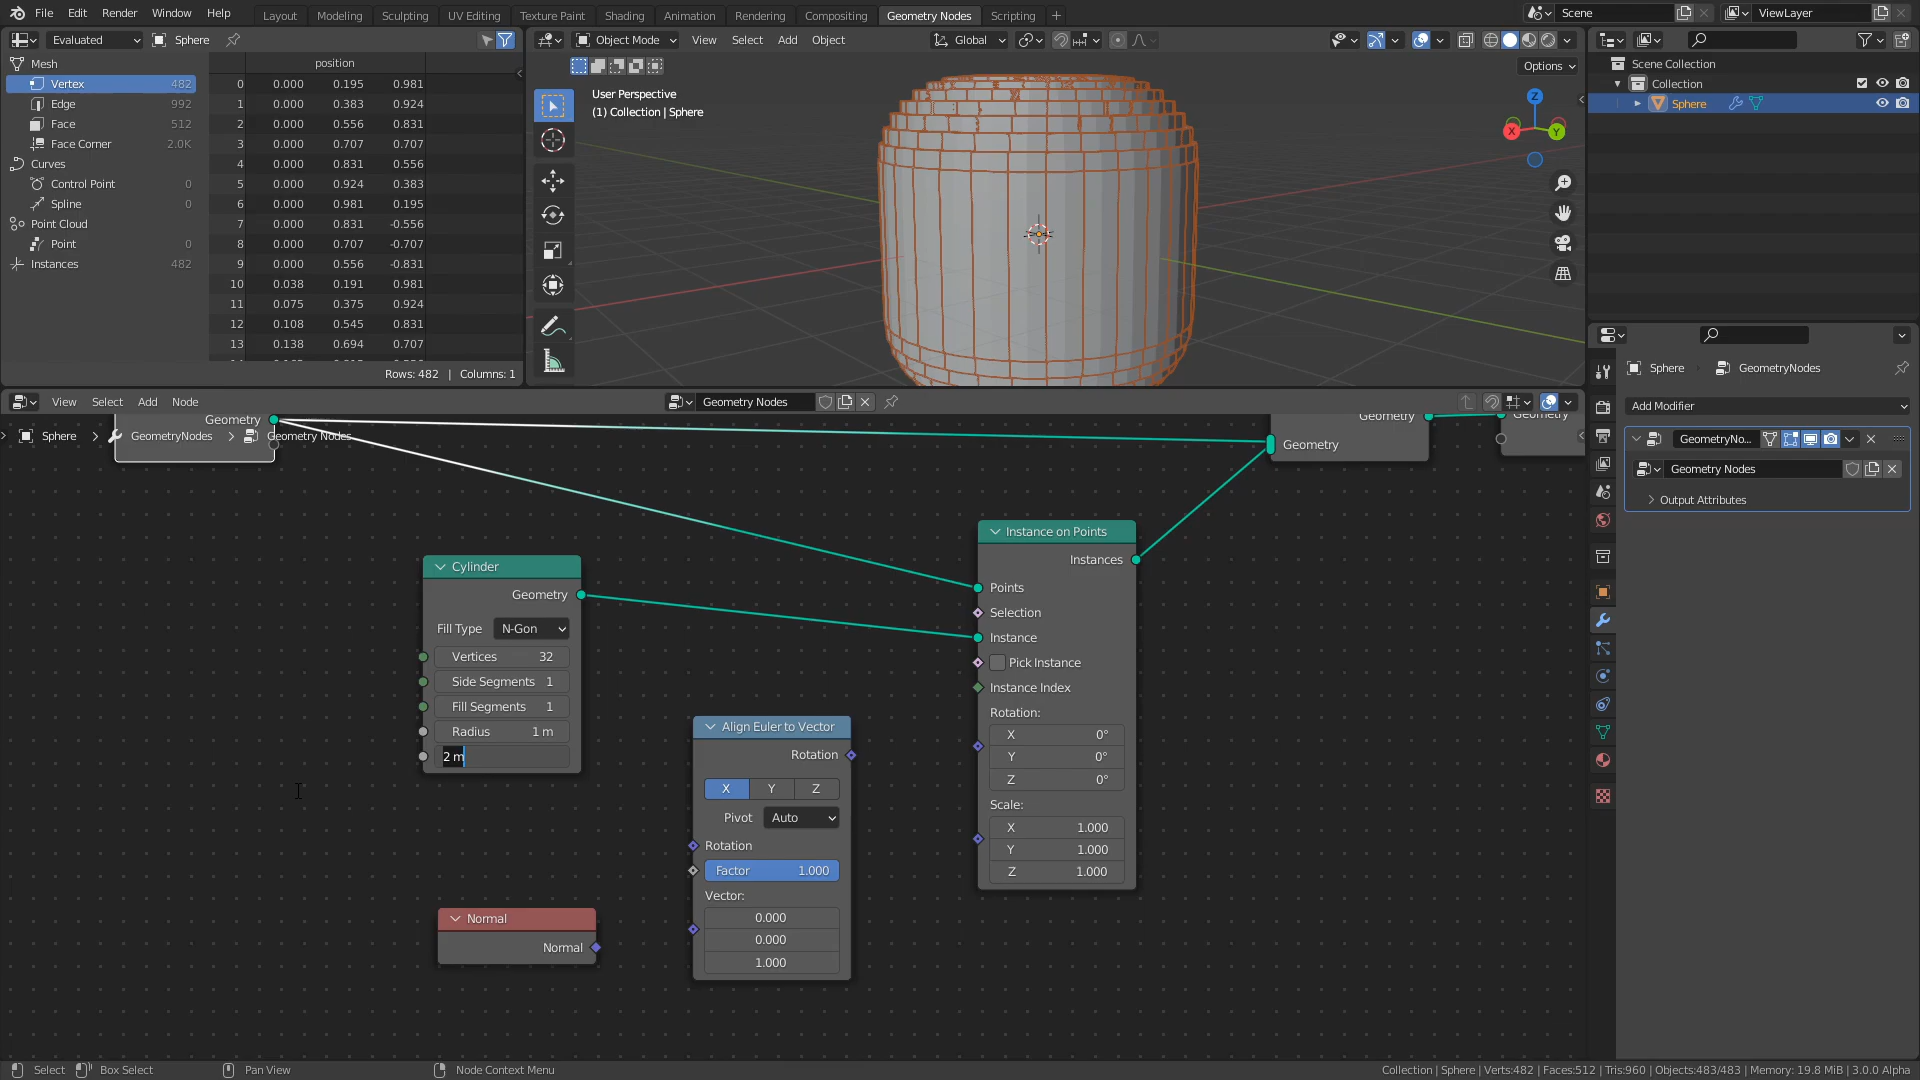 File Edit Render Window Help Layout Modeling Sculpting UV Editing Texture Paint Shading Animation Rendering Compositing Geometry Nodes Scripting Scene ViewLayer
Evaluated Sphere
Mesh
Vertex 482
Edge 992
Face 512
Face Corner 2.0K
Curves
Control Point 0
Spline 0
Point Cloud
Point 0
Instances 482
position
0 0.000 0.195 0.981
1 0.000 0.383 0.924
2 0.000 0.556 0.831
3 0.000 0.707 0.707
4 0.000 0.831 0.556
5 0.000 0.924 0.383
6 0.000 0.981 0.195
7 0.000 0.831 -0.556
8 0.000 0.707 -0.707
9 0.000 0.556 -0.831
10 0.038 0.191 0.981
11 0.075 0.375 0.924
12 0.108 0.545 0.831
13 0.138 0.694 0.707
Rows: 482 | Columns: 1
Object Mode View Select Add Object Global
Options
User Perspective
(1) Collection | Sphere
Z
X
Y
Scene Collection
Collection
Sphere
Sphere GeometryNodes
Add Modifier
GeometryNo...
Geometry Nodes
Output Attributes
View Select Add Node Geometry Nodes
Geometry
Sphere GeometryNodes Geometry Nodes
Geometry
Geometry
Geometry
Cylinder
Geometry
Fill Type N-Gon
Vertices 32
Side Segments 1
Fill Segments 1
Radius 1 m
2 m
Normal
Normal
Align Euler to Vector
Rotation
X Y Z
Pivot Auto
Rotation
Factor 1.000
Vector:
0.000
0.000
1.000
Instance on Points
Instances
Points
Selection
Instance
Pick Instance
Instance Index
Rotation:
X 0°
Y 0°
Z 0°
Scale:
X 1.000
Y 1.000
Z 1.000
Select Box Select Pan View Node Context Menu Collection | Sphere | Verts:482 | Faces:512 | Tris:960 | Objects:483/483 | Memory: 19.8 MiB | 3.0.0 Alpha